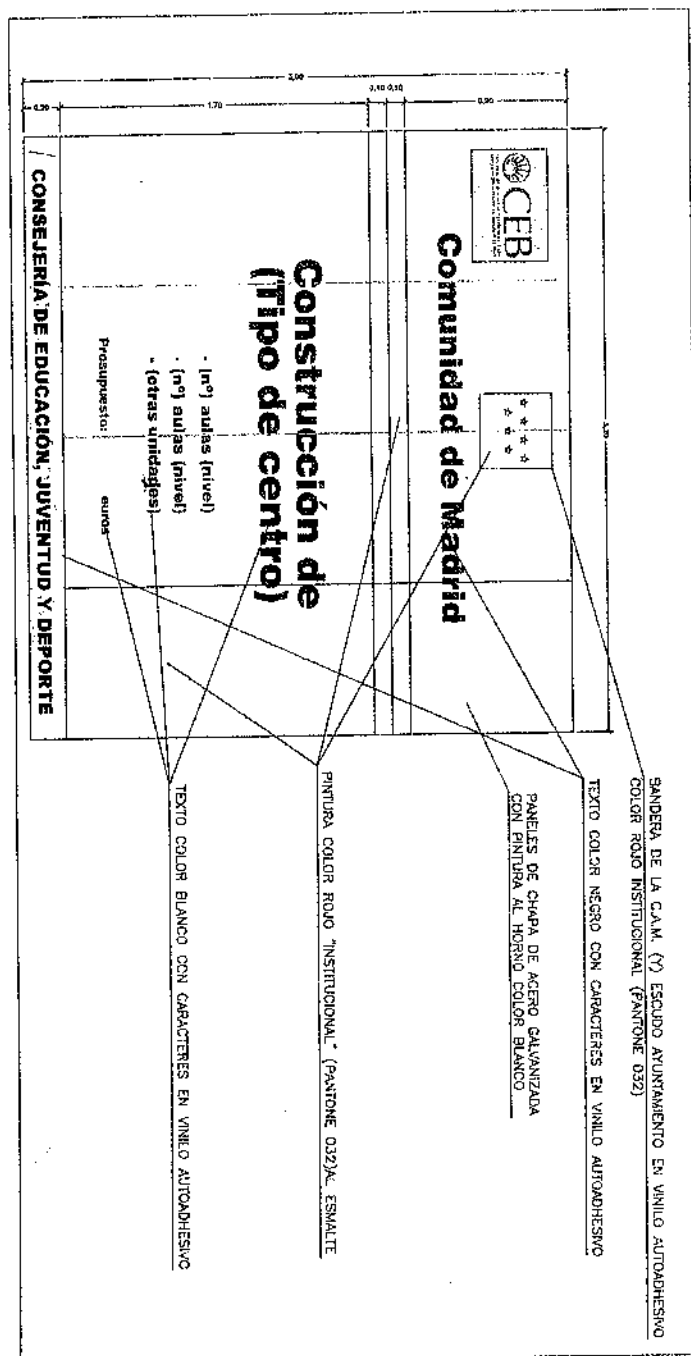 CEB
Comunidad de Madrid
Construcción de
(Tipo de centro)
- (nº) aulas (nivel)
- (nº) aulas (nivel)
- (otras unidades)
Presupuesto: euros
CONSEJERÍA DE EDUCACIÓN, JUVENTUD Y DEPORTE
BANDERA DE LA C.A.M. (Y) ESCUDO AYUNTAMIENTO EN VINILO AUTOADHESIVO
COLOR ROJO INSTITUCIONAL (PANTONE 032)
TEXTO COLOR NEGRO CON CARACTERES EN VINILO AUTOADHESIVO
PANELES DE CHAPA DE ACERO GALVANIZADA
CON PINTURA AL HORNO COLOR BLANCO
PINTURA COLOR ROJO "INSTITUCIONAL" (PANTONE 032)AL ESMALTE
TEXTO COLOR BLANCO CON CARACTERES EN VINILO AUTOADHESIVO
3,00
1,70
0,10
0,90